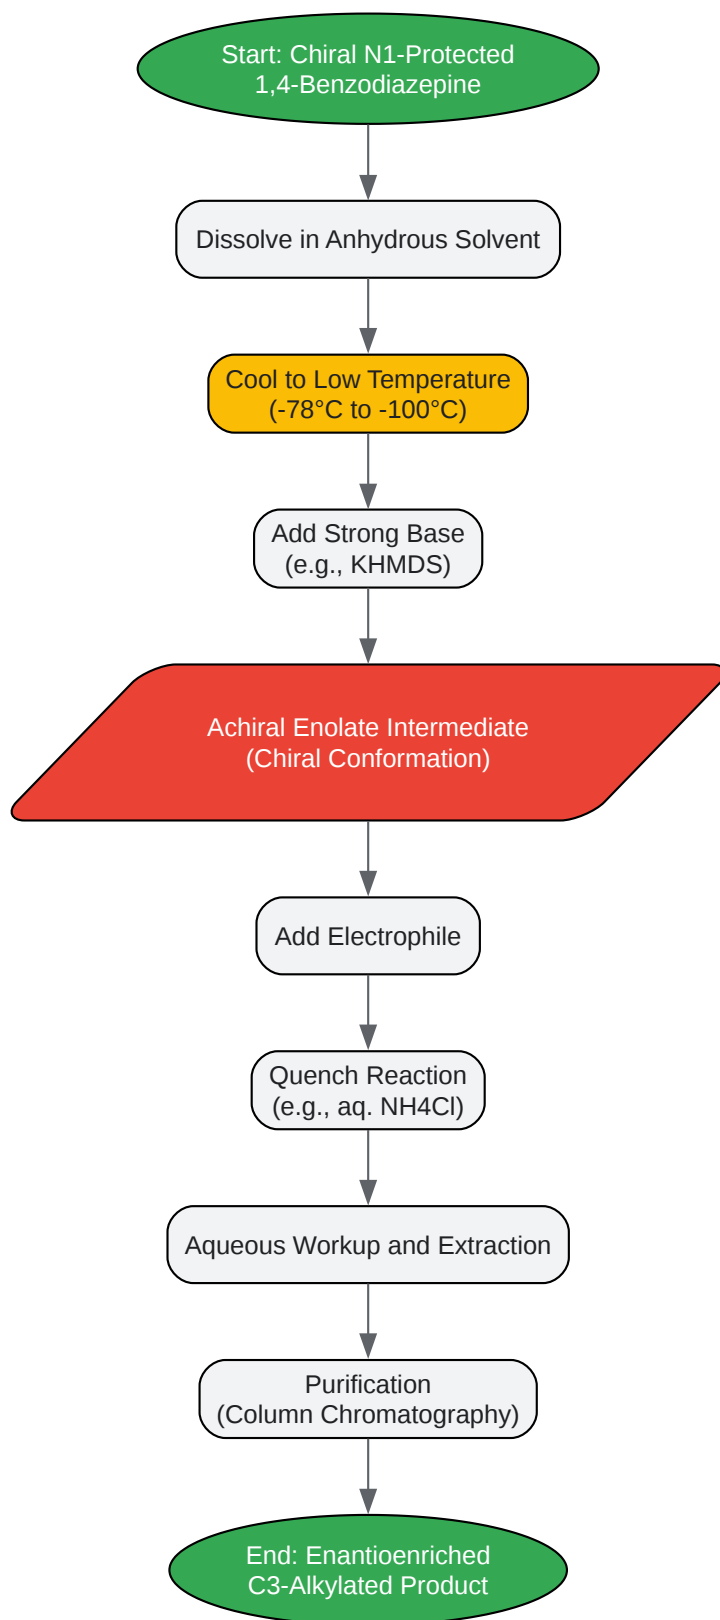 Start: Chiral N1-Protected
1,4-Benzodiazepine
Dissolve in Anhydrous Solvent
Cool to Low Temperature
(-78°C to -100°C)
Add Strong Base
(e.g., KHMDS)
Achiral Enolate Intermediate
(Chiral Conformation)
Add Electrophile
Quench Reaction
(e.g., aq. NH4Cl)
Aqueous Workup and Extraction
Purification
(Column Chromatography)
End: Enantioenriched
C3-Alkylated Product